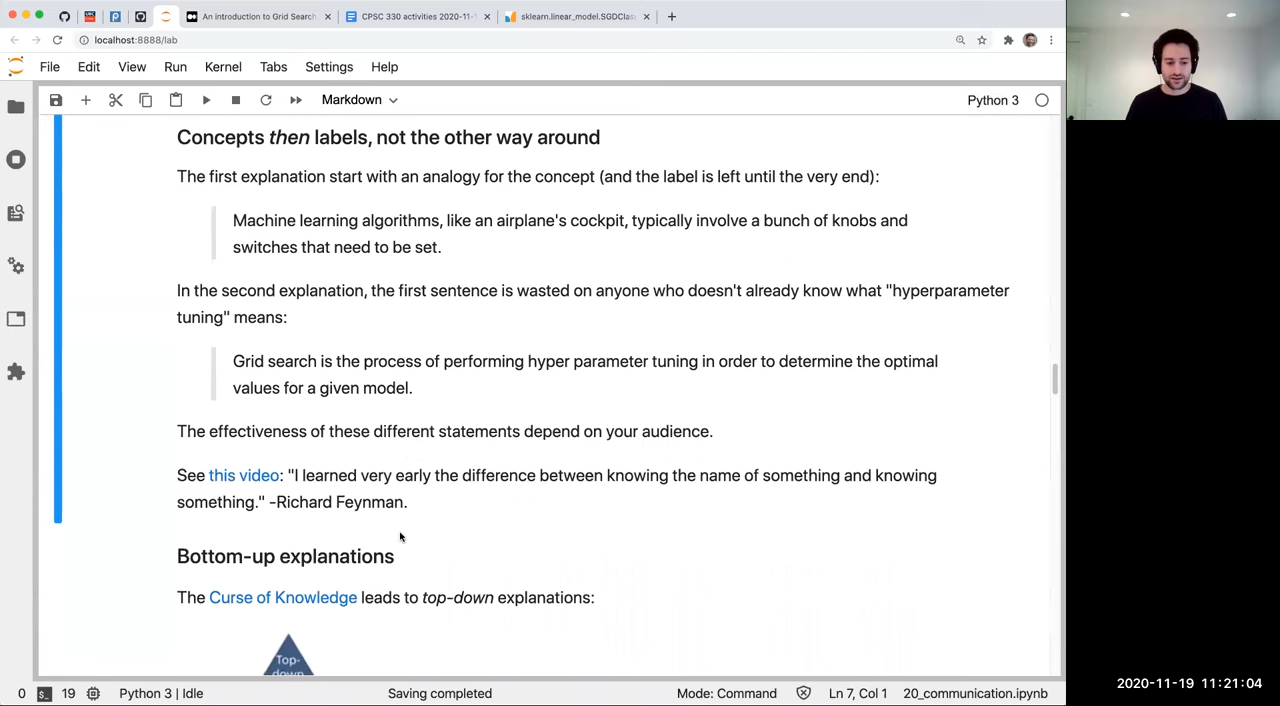 An introduction to Grid Search
CPSC 330 activities 2020-11-
sklearn.linear_model.SGDClas
localhost:8888/lab
File Edit View Run Kernel Tabs Settings Help
Markdown
Python 3
Concepts then labels, not the other way around
The first explanation start with an analogy for the concept (and the label is left until the very end):
Machine learning algorithms, like an airplane's cockpit, typically involve a bunch of knobs and
switches that need to be set.
In the second explanation, the first sentence is wasted on anyone who doesn't already know what "hyperparameter
tuning" means:
Grid search is the process of performing hyper parameter tuning in order to determine the optimal
values for a given model.
The effectiveness of these different statements depend on your audience.
See this video: "I learned very early the difference between knowing the name of something and knowing
something." -Richard Feynman.
Bottom-up explanations
The Curse of Knowledge leads to top-down explanations:
Top-
down
0 19 Python 3 | Idle Saving completed Mode: Command Ln 7, Col 1 20_communication.ipynb
2020-11-19 11:21:04